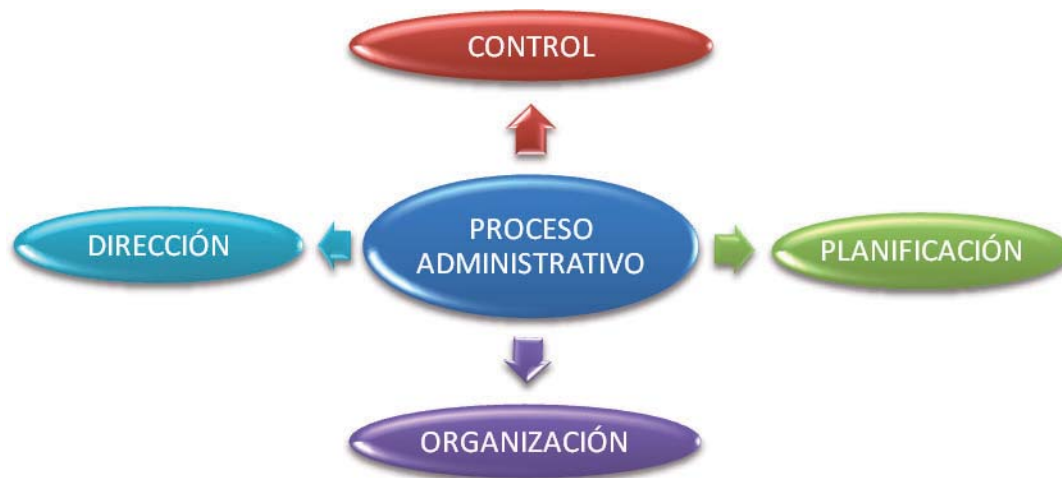 CONTROL
DIRECCIÓN
PROCESO
ADMINISTRATIVO
PLANIFICACIÓN
ORGANIZACIÓN